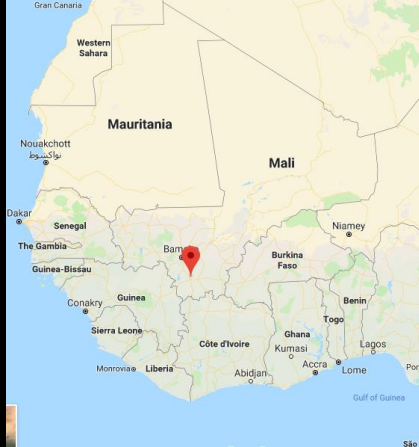 Gran Canaria
Western
Sahara
Mauritania
Nouakchott
نواكشوط
Mali
Dakar
Senegal
Niamey
The Gambia
Burkina
Faso
Guinea-Bissau
Guinea
Benin
Conakry
Togo
Sierra Leone
Ghana
Côte d'Ivoire
Kumasi
Lagos
Monrovia
Liberia
Abidjan
Accra
Lome
Gulf of Guinea
São